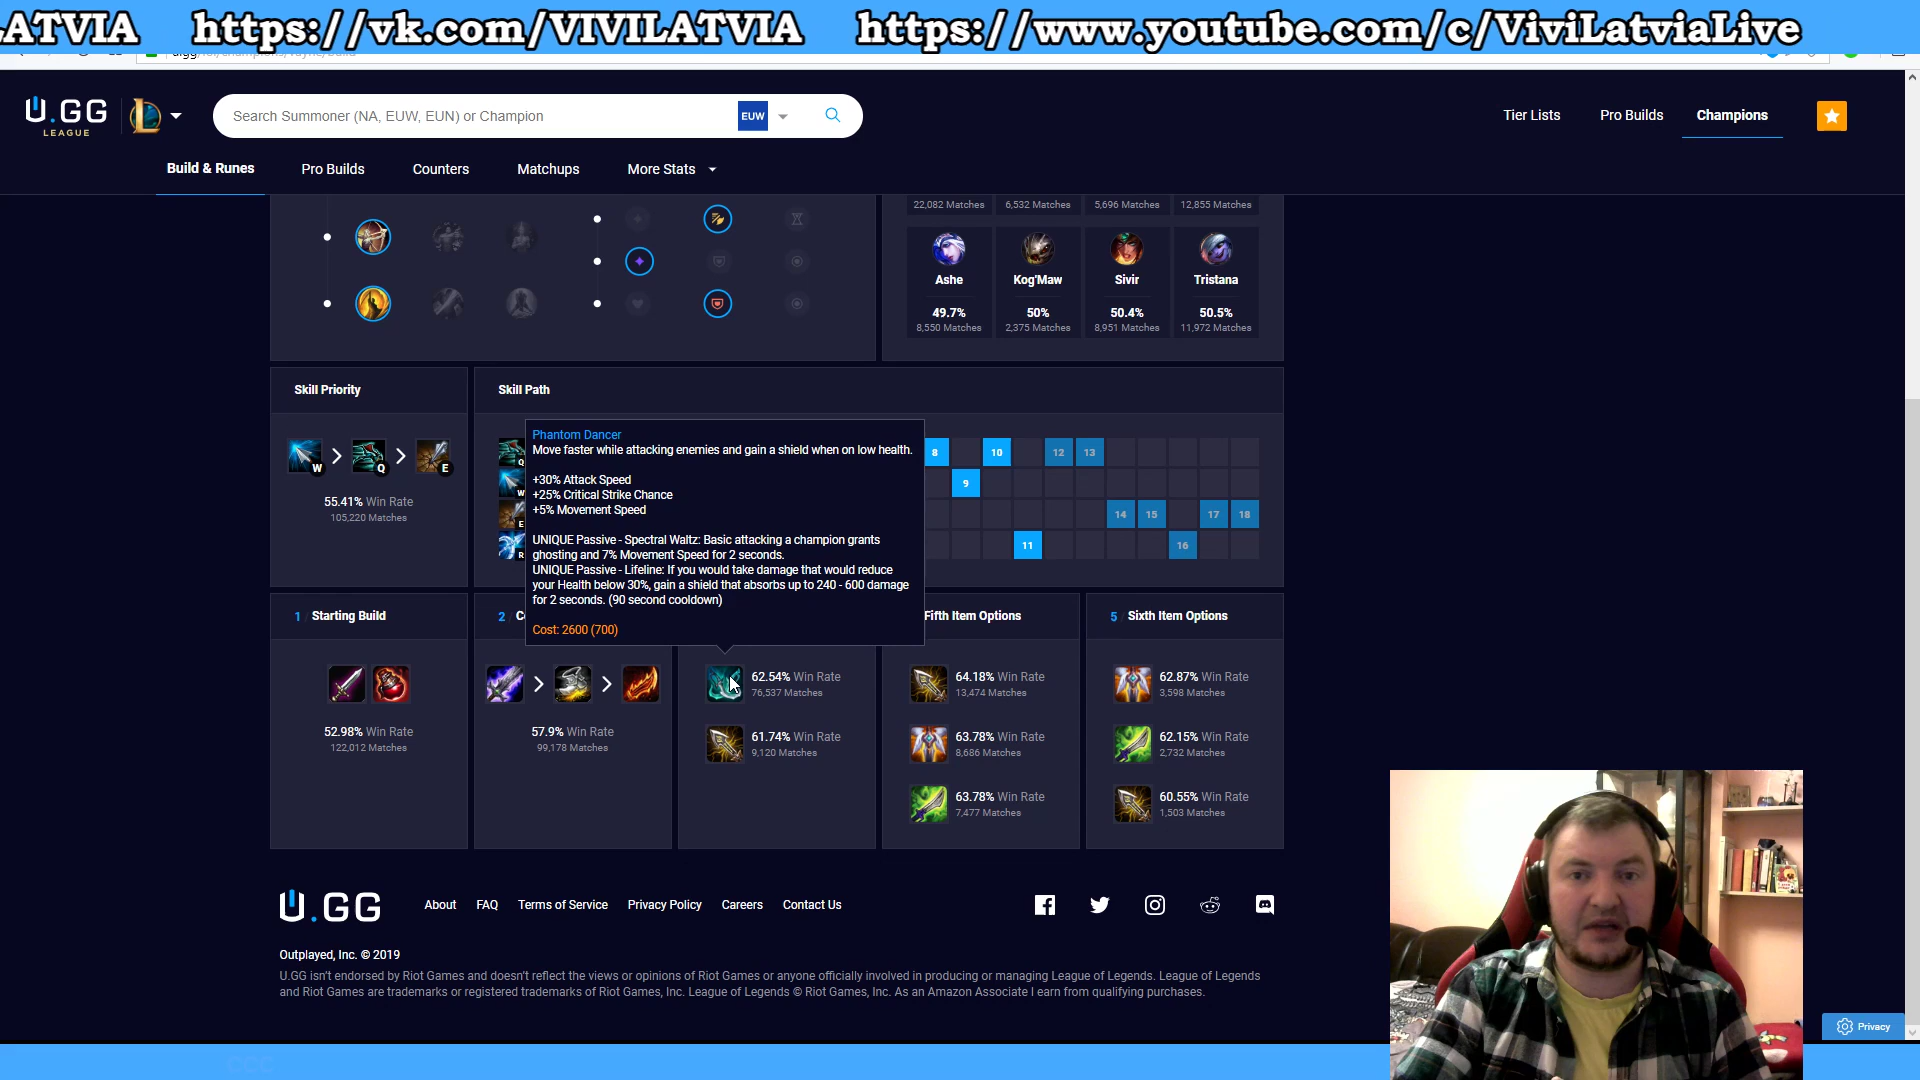 ATVIA https://vk.com/VIVILATVIA https://www.youtube.com/c/ViviLatviaLive
U.GG
LEAGUE
Search Summoner (NA, EUW, EUN) or Champion
EUW
Tier Lists
Pro Builds
Champions
Build & Runes
Pro Builds
Counters
Matchups
More Stats
22,082 Matches
6,532 Matches
5,696 Matches
12,855 Matches
Ashe
49.7%
8,550 Matches
Kog'Maw
50%
2,375 Matches
Sivir
50.4%
8,951 Matches
Tristana
50.5%
11,972 Matches
Skill Priority
W
Q
E
55.41% Win Rate
105,220 Matches
Skill Path
Q
W
E
R
8
10
12
13
9
14
15
17
18
11
16
Phantom Dancer
Move faster while attacking enemies and gain a shield when on low health.
+30% Attack Speed
+25% Critical Strike Chance
+5% Movement Speed
UNIQUE Passive - Spectral Waltz: Basic attacking a champion grants
ghosting and 7% Movement Speed for 2 seconds.
UNIQUE Passive - Lifeline: If you would take damage that would reduce
your Health below 30%, gain a shield that absorbs up to 240 - 600 damage
for 2 seconds. (90 second cooldown)
Cost: 2600 (700)
1 / Starting Build
52.98% Win Rate
122,012 Matches
2
57.9% Win Rate
99,178 Matches
62.54% Win Rate
76,537 Matches
61.74% Win Rate
9,120 Matches
Fifth Item Options
64.18% Win Rate
13,474 Matches
63.78% Win Rate
8,686 Matches
63.78% Win Rate
7,477 Matches
5 / Sixth Item Options
62.87% Win Rate
3,598 Matches
62.15% Win Rate
2,732 Matches
60.55% Win Rate
1,503 Matches
U.GG
About
FAQ
Terms of Service
Privacy Policy
Careers
Contact Us
Outplayed, Inc. © 2019
U.GG isn't endorsed by Riot Games and doesn't reflect the views or opinions of Riot Games or anyone officially involved in producing or managing League of Legends. League of Legends
and Riot Games are trademarks or registered trademarks of Riot Games, Inc. League of Legends © Riot Games, Inc. As an Amazon Associate I earn from qualifying purchases.
Privacy